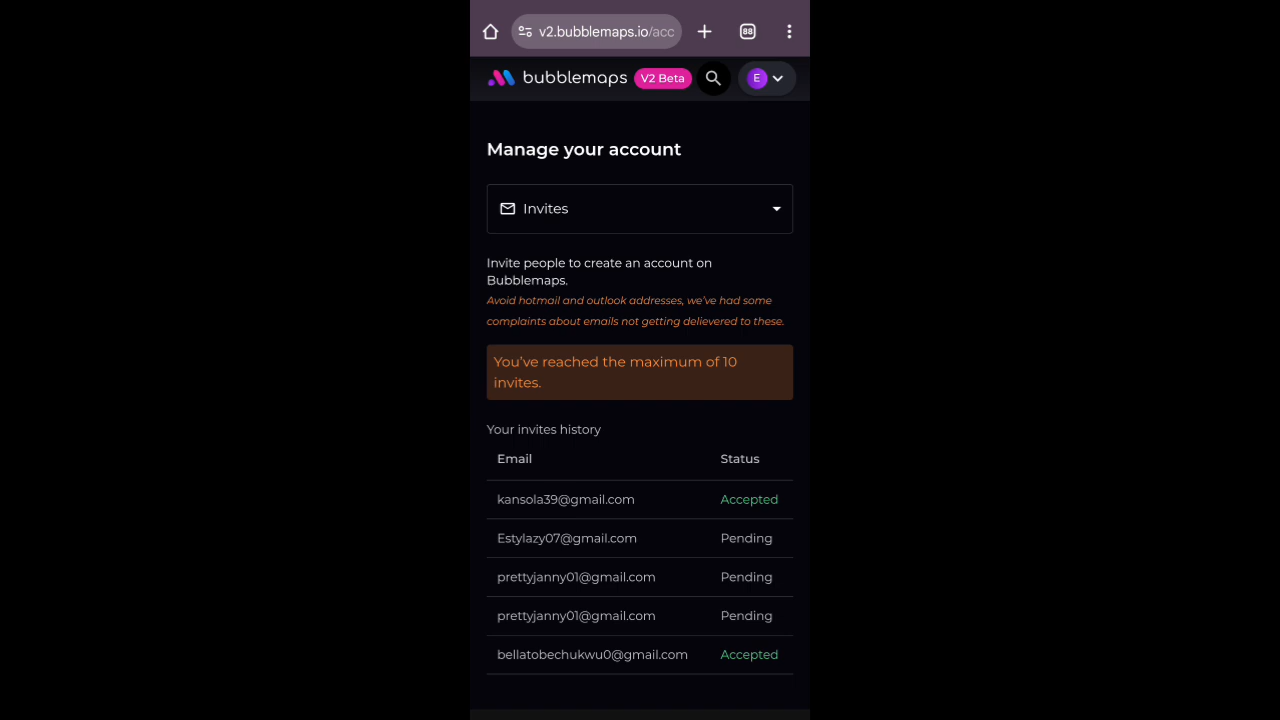 v2.bubblemaps.io/acc
88
bubblemaps V2 Beta E
Manage your account
Invites
Invite people to create an account on
Bubblemaps.
Avoid hotmail and outlook addresses, we've had some
complaints about emails not getting delievered to these.
You've reached the maximum of 10
invites.
Your invites history
Email Status
kansola39@gmail.com Accepted
Estylazy07@gmail.com Pending
prettyjanny01@gmail.com Pending
prettyjanny01@gmail.com Pending
bellatobechukwu0@gmail.com Accepted